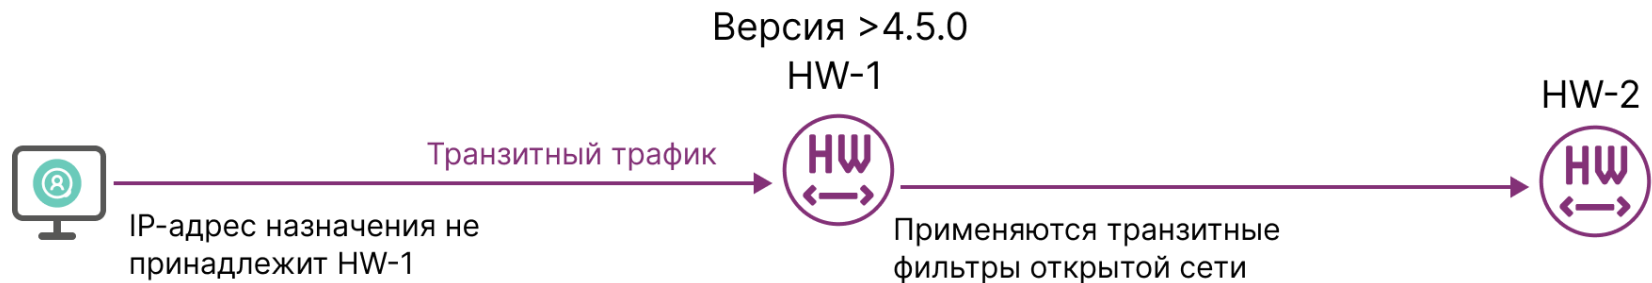 Версия >4.5.0
HW-1
HW-2
Транзитный трафик
HW
HW
IP-адрес назначения не
принадлежит HW-1
Применяются транзитные
фильтры открытой сети